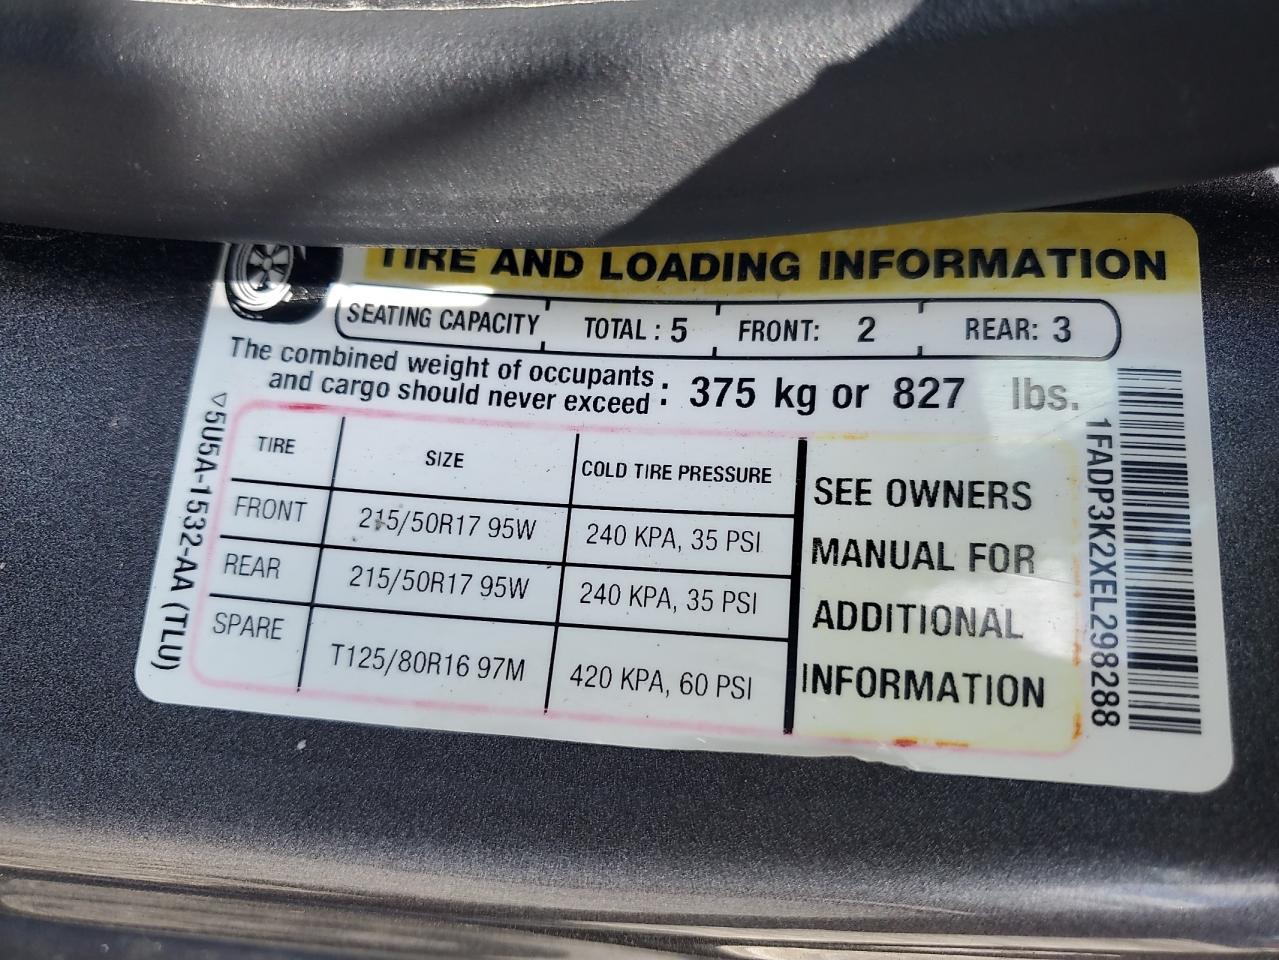 TIRE AND LOADING INFORMATION
SEATING CAPACITY TOTAL : 5 FRONT: 2 REAR: 3
The combined weight of occupants
and cargo should never exceed : 375 kg or 827 lbs.
TIRE SIZE COLD TIRE PRESSURE
FRONT 215/50R17 95W 240 KPA, 35 PSI
REAR 215/50R17 95W 240 KPA, 35 PSI
SPARE T125/80R16 97M 420 KPA, 60 PSI
SEE OWNERS
MANUAL FOR
ADDITIONAL
INFORMATION
5U5A-1532-AA (TLU)
1FADP3K2XEL298288